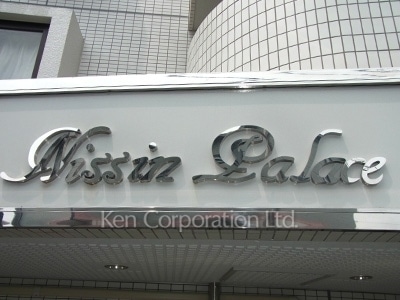 Nissin Palace
Ken Corporation Ltd.